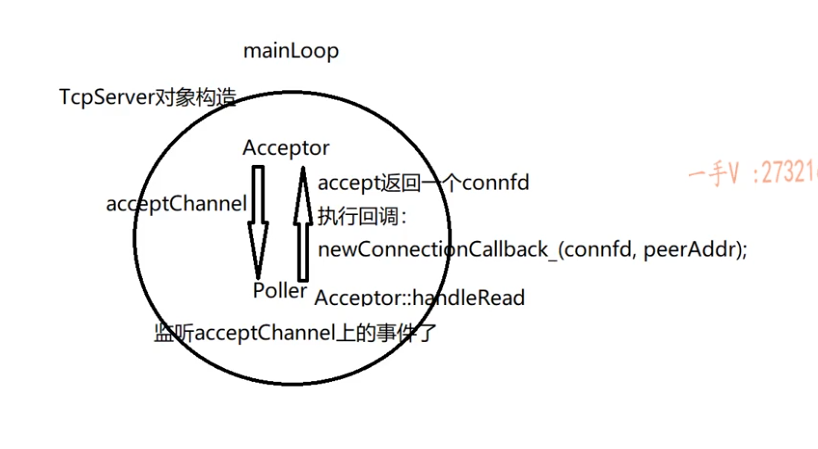 mainLoop
TcpServer对象构造
Acceptor
acceptChannel
accept返回一个connfd
执行回调：
newConnectionCallback_(connfd, peerAddr);
Poller
Acceptor::handleRead
监听acceptChannel上的事件了
一手V :27321